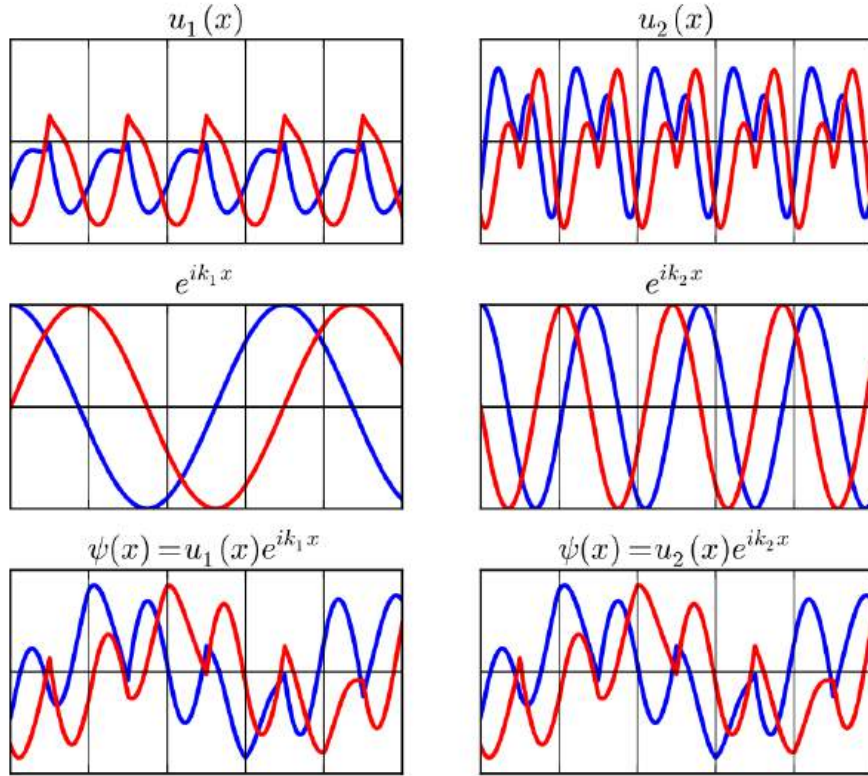 u₁(x)
u₂(x)
e^{ik₁x}
e^{ik₂x}
ψ(x)=u₁(x)e^{ik₁x}
ψ(x)=u₂(x)e^{ik₂x}